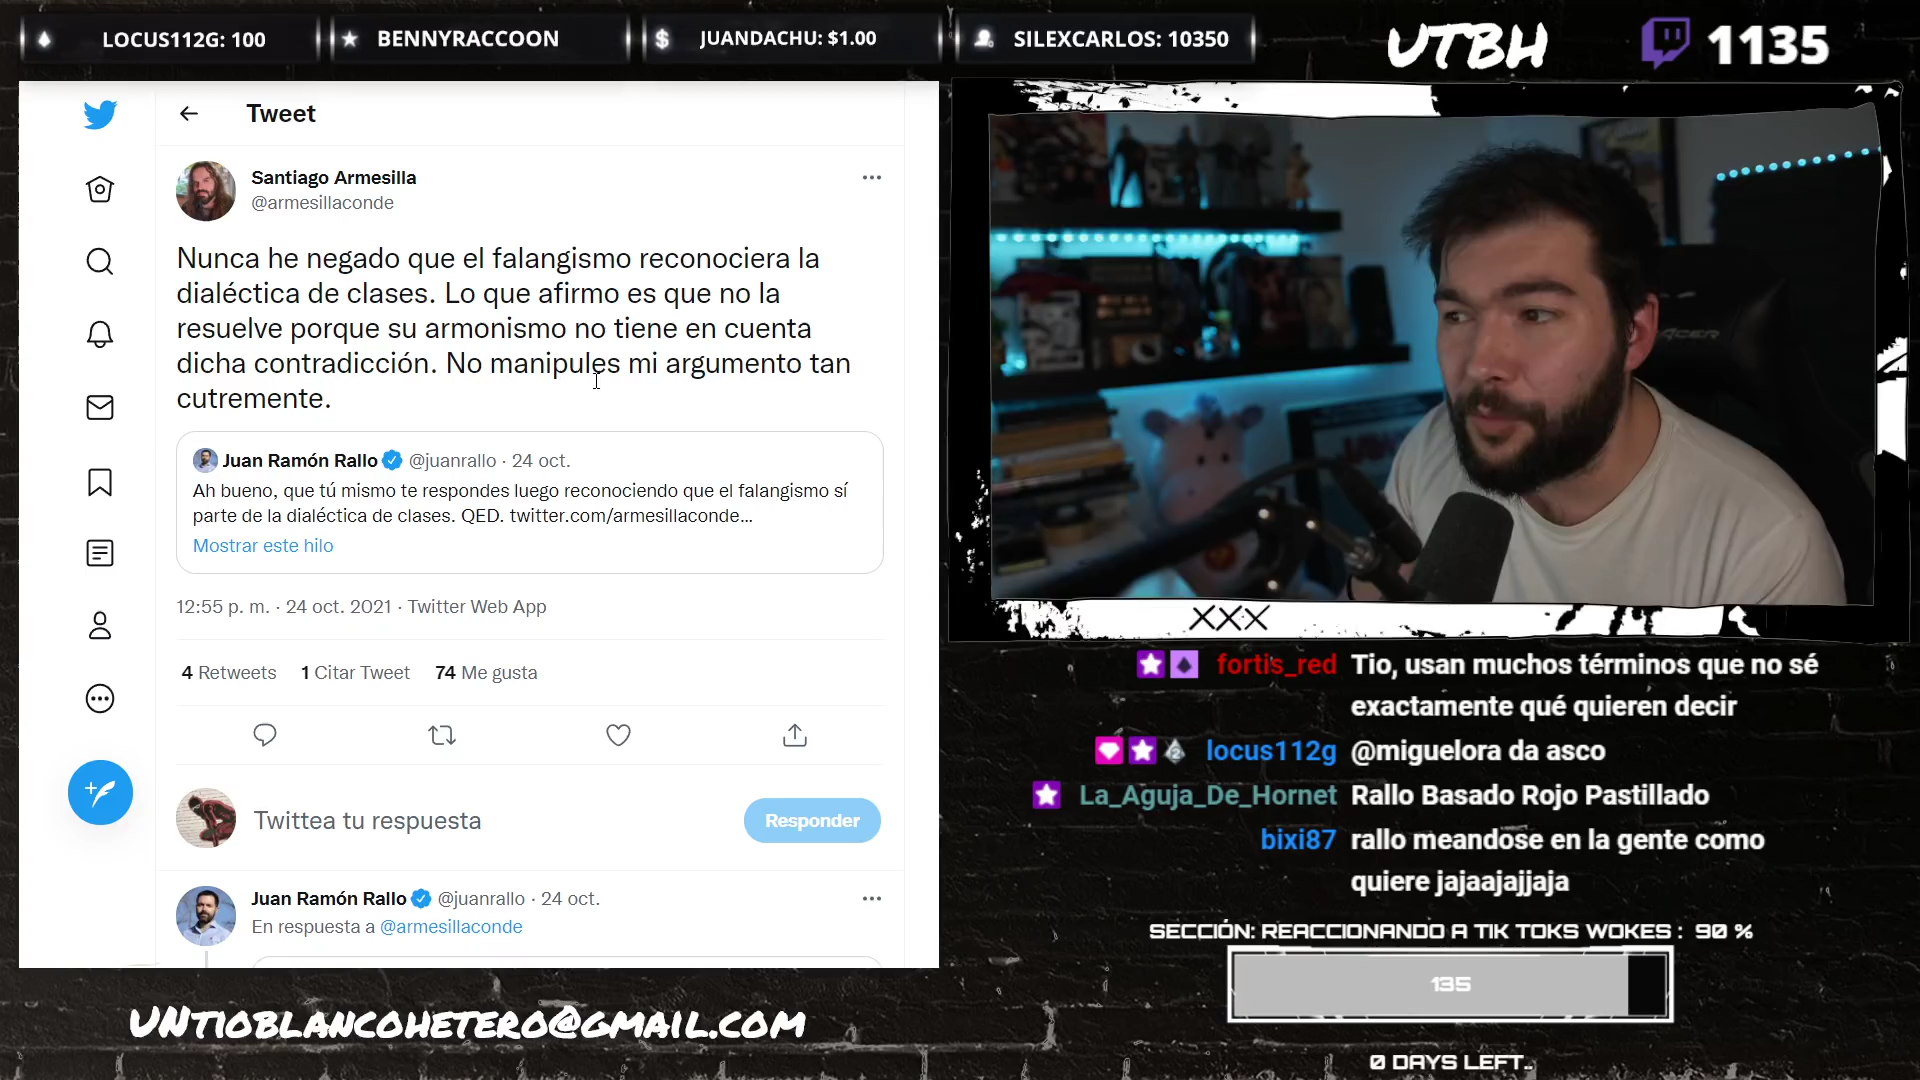 LOCUS112G: 100
BENNYRACCOON
$ JUANDACHU: $1.00
SILEXCARLOS: 10350
UTBH
1135
Tweet
Santiago Armesilla
@armesillaconde
Nunca he negado que el falangismo reconociera la
dialéctica de clases. Lo que afirmo es que no la
resuelve porque su armonismo no tiene en cuenta
dicha contradicción. No manipules mi argumento tan
cutremente.
Juan Ramón Rallo @juanrallo · 24 oct.
Ah bueno, que tú mismo te respondes luego reconociendo que el falangismo sí
parte de la dialéctica de clases. QED. twitter.com/armesillaconde...
Mostrar este hilo
12:55 p. m. · 24 oct. 2021 · Twitter Web App
4 Retweets 1 Citar Tweet 74 Me gusta
Twittea tu respuesta
Responder
Juan Ramón Rallo @juanrallo · 24 oct.
En respuesta a @armesillaconde
UNTIOBLANCOHETERO@GMAIL.COM
ACER
XXX
fortis_red Tio, usan muchos términos que no sé
exactamente qué quieren decir
2 locus112g @miguelora da asco
La_Aguja_De_Hornet Rallo Basado Rojo Pastillado
bixi87 rallo meandose en la gente como
quiere jajaajajjaja
SECCIÓN: REACCIONANDO A TIK TOKS WOKES : 90 %
135
0 DAYS LEFT..